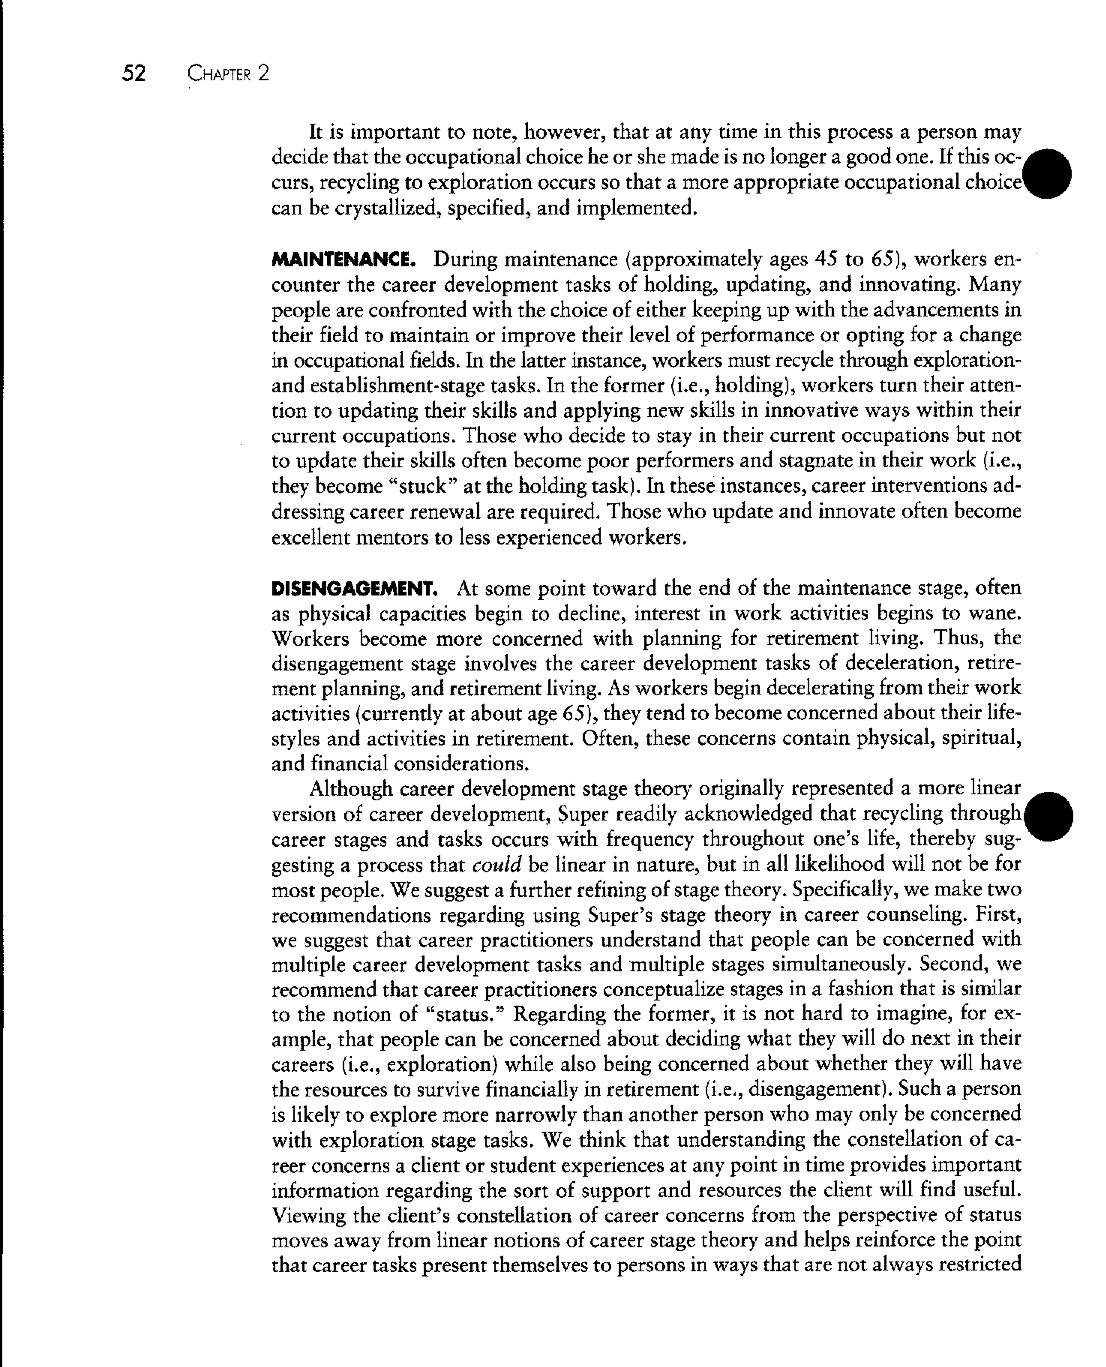 52 CHAPTER 2
It is important to note, however, that at any time in this process a person may
decide that the occupational choice he or she made is no longer a good one. If this oc-
curs, recycling to exploration occurs so that a more appropriate occupational choice
can be crystallized, specified, and implemented.
MAINTENANCE. During maintenance (approximately ages 45 to 65), workers en-
counter the career development tasks of holding, updating, and innovating. Many
people are confronted with the choice of either keeping up with the advancements in
their field to maintain or improve their level of performance or opting for a change
in occupational fields. In the latter instance, workers must recycle through exploration-
and establishment-stage tasks. In the former (i.e., holding), workers turn their atten-
tion to updating their skills and applying new skills in innovative ways within their
current occupations. Those who decide to stay in their current occupations but not
to update their skills often become poor performers and stagnate in their work (i.e.,
they become “stuck” at the holding task). In these instances, career interventions ad-
dressing career renewal are required. Those who update and innovate often become
excellent mentors to less experienced workers.
DISENGAGEMENT. At some point toward the end of the maintenance stage, often
as physical capacities begin to decline, interest in work activities begins to wane.
Workers become more concerned with planning for retirement living. Thus, the
disengagement stage involves the career development tasks of deceleration, retire-
ment planning, and retirement living. As workers begin decelerating from their work
activities (currently at about age 65), they tend to become concerned about their life-
styles and activities in retirement. Often, these concerns contain physical, spiritual,
and financial considerations.
Although career development stage theory originally represented a more linear
version of career development, Super readily acknowledged that recycling through
career stages and tasks occurs with frequency throughout one’s life, thereby sug-
gesting a process that could be linear in nature, but in all likelihood will not be for
most people. We suggest a further refining of stage theory. Specifically, we make two
recommendations regarding using Super’s stage theory in career counseling. First,
we suggest that career practitioners understand that people can be concerned with
multiple career development tasks and multiple stages simultaneously. Second, we
recommend that career practitioners conceptualize stages in a fashion that is similar
to the notion of “status.” Regarding the former, it is not hard to imagine, for ex-
ample, that people can be concerned about deciding what they will do next in their
careers (i.e., exploration) while also being concerned about whether they will have
the resources to survive financially in retirement (i.e., disengagement). Such a person
is likely to explore more narrowly than another person who may only be concerned
with exploration stage tasks. We think that understanding the constellation of ca-
reer concerns a client or student experiences at any point in time provides important
information regarding the sort of support and resources the client will find useful.
Viewing the client’s constellation of career concerns from the perspective of status
moves away from linear notions of career stage theory and helps reinforce the point
that career tasks present themselves to persons in ways that are not always restricted